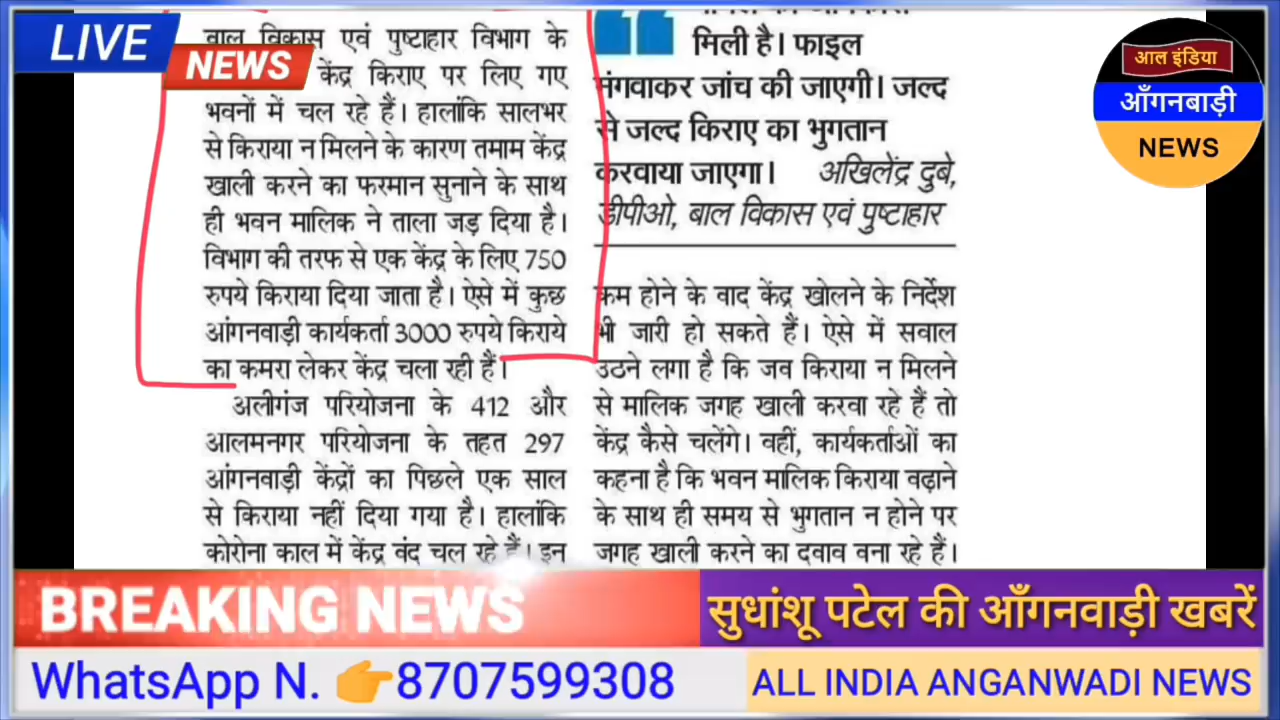 LIVE
NEWS
वाल विकास एवं पुष्टाहार विभाग के
केंद्र किराए पर लिए गए
भवनों में चल रहे हैं। हालांकि सालभर
से किराया न मिलने के कारण तमाम केंद्र
खाली करने का फरमान सुनाने के साथ
ही भवन मालिक ने ताला जड़ दिया है।
विभाग की तरफ से एक केंद्र के लिए 750
रुपये किराया दिया जाता है। ऐसे में कुछ
आंगनवाड़ी कार्यकर्ता 3000 रुपये किराये
का कमरा लेकर केंद्र चला रही हैं।
अलीगंज परियोजना के 412 और
आलमनगर परियोजना के तहत 297
आंगनवाड़ी केंद्रों का पिछले एक साल
से किराया नहीं दिया गया है। हालांकि
कोरोना काल में केंद्र वंद चल रहे हैं। इन
मिली है। फाइल
मंगवाकर जांच की जाएगी। जल्द
से जल्द किराए का भुगतान
करवाया जाएगा। अखिलेंद्र दुबे,
डीपीओ, बाल विकास एवं पुष्टाहार
कम होने के वाद केंद्र खोलने के निर्देश
भी जारी हो सकते हैं। ऐसे में सवाल
उठने लगा है कि जव किराया न मिलने
से मालिक जगह खाली करवा रहे हैं तो
केंद्र कैसे चलेंगे। वहीं, कार्यकर्ताओं का
कहना है कि भवन मालिक किराया वढ़ाने
के साथ ही समय से भुगतान न होने पर
जगह खाली करने का दवाव वना रहे हैं।
आल इंडिया
आँगनबाड़ी
NEWS
BREAKING NEWS
सुधांशू पटेल की आँगनवाड़ी खबरें
WhatsApp N. 👉8707599308
ALL INDIA ANGANWADI NEWS